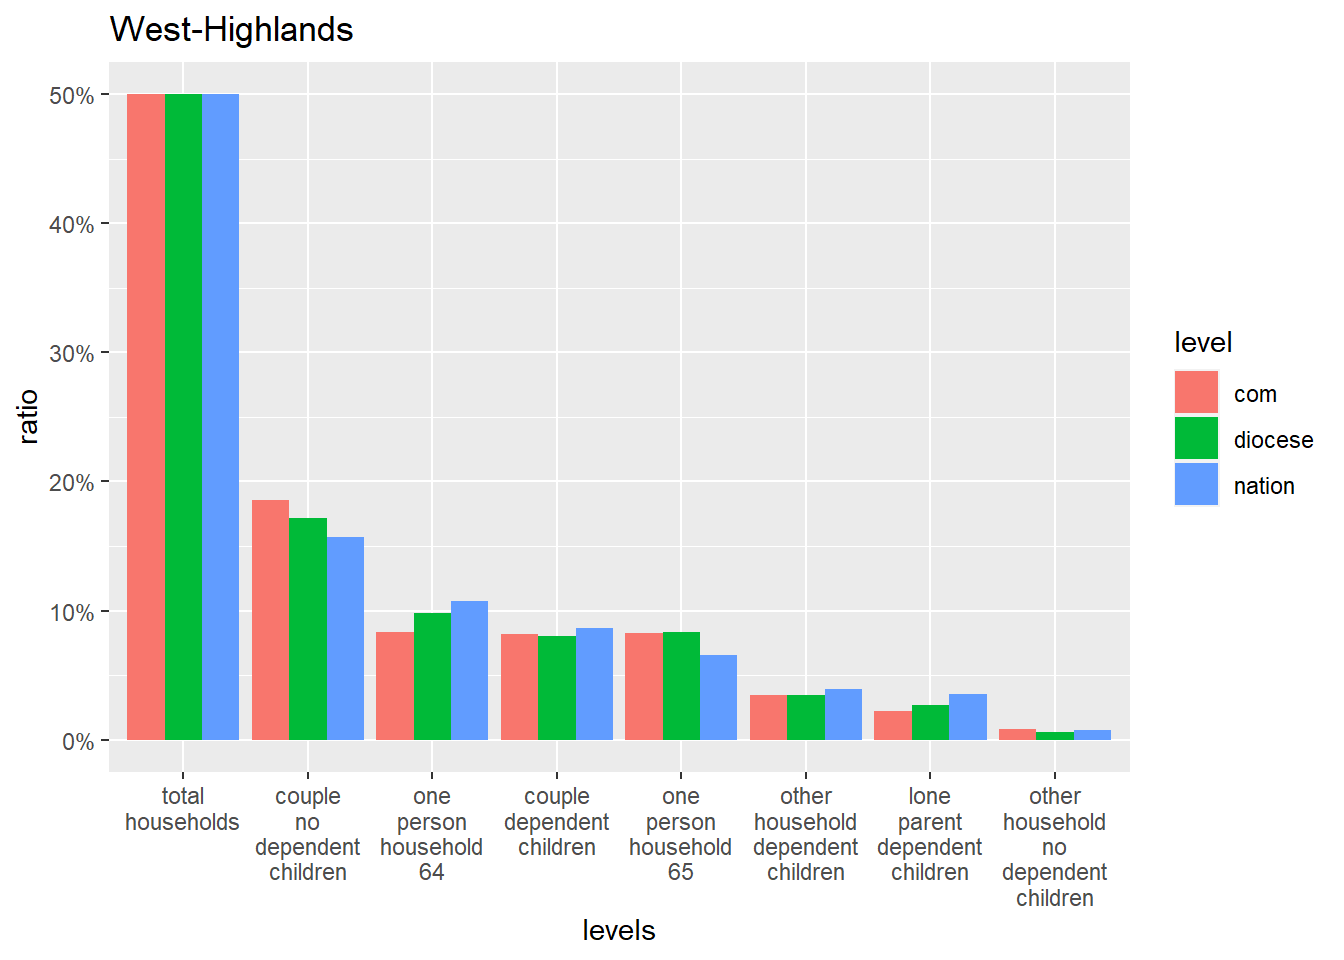 West-Highlands
50%
40%
30%
20%
10%
0%
ratio
total
households
couple
no
dependent
children
one
person
household
64
couple
dependent
children
one
person
household
65
other
household
dependent
children
lone
parent
dependent
children
other
household
no
dependent
children
levels
level
com
diocese
nation